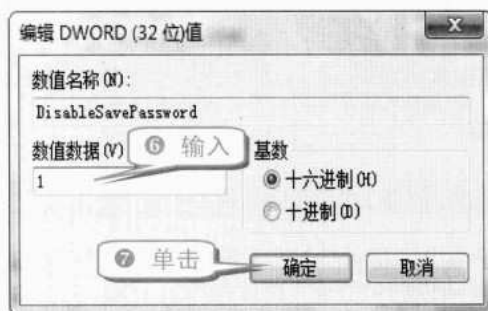 编辑 DWORD (32 位)值
X
数值名称(N):
DisableSavePassword
数值数据(V)
❻ 输入
基数
1
十六进制(H)
十进制(D)
❼ 单击
确定
取消